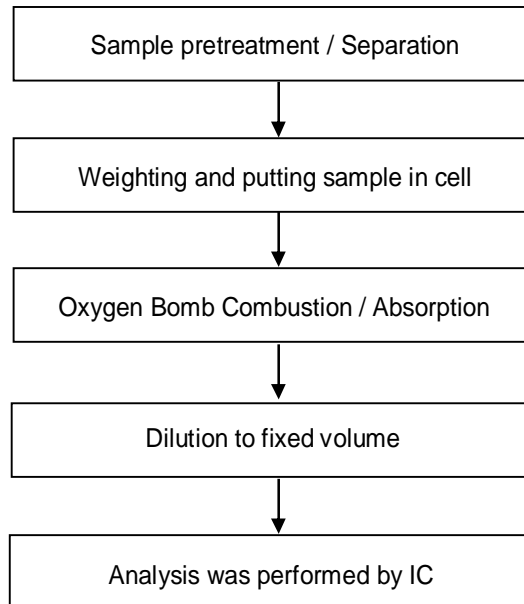 Sample pretreatment / Separation
Weighting and putting sample in cell
Oxygen Bomb Combustion / Absorption
Dilution to fixed volume
Analysis was performed by IC